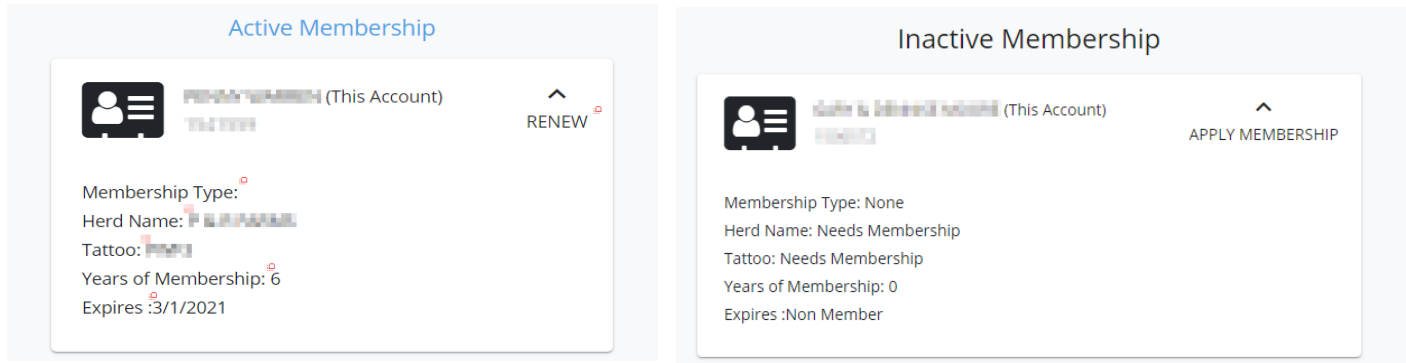 Active Membership
(This Account)
RENEW
Membership Type:
Herd Name:
Tattoo:
Years of Membership: 6
Expires :3/1/2021
Inactive Membership
(This Account)
APPLY MEMBERSHIP
Membership Type: None
Herd Name: Needs Membership
Tattoo: Needs Membership
Years of Membership: 0
Expires :Non Member